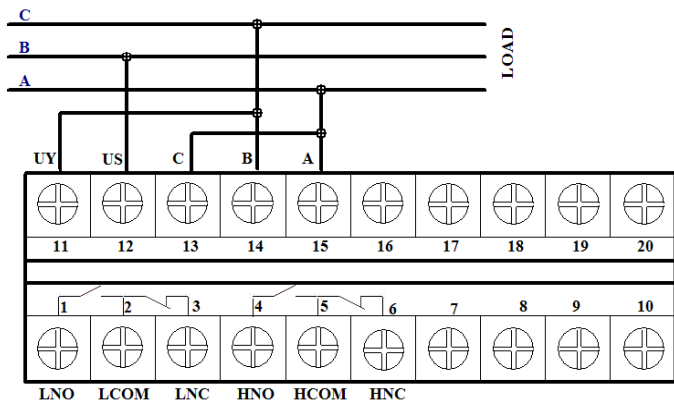 C
B
A
LOAD
UY US C B A
11 12 13 14 15 16 17 18 19 20
1 2 3 4 5 6 7 8 9 10
LNO LCOM LNC HNO HCOM HNC